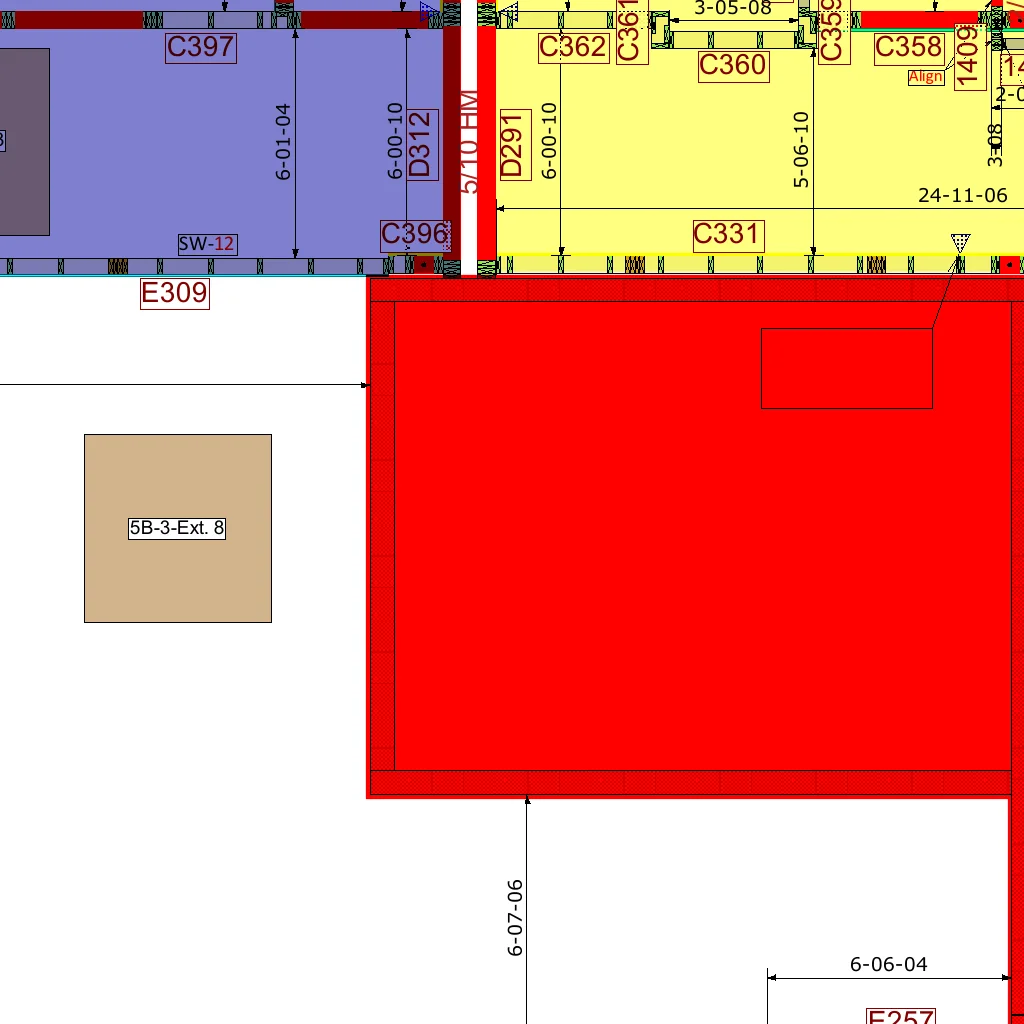 3-05-08
C397
C362
C361
C360
C359
C358
1409
Align
6-01-04
6-00-10
D312
5/10 HM
D291
6-00-10
5-06-10
3-08
24-11-06
SW-12
C396
C331
E309
5B-3-Ext. 8
6-07-06
6-06-04
E257